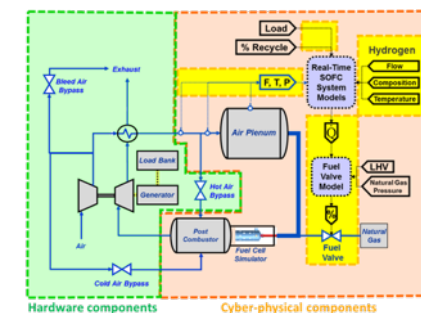 Load
% Recycle
Hydrogen
Flow
Composition
Temperature
Real-Time
SOFC
System
Models
F, T, P
Exhaust
Bleed Air
Bypass
Air Plenum
Load Bank
Generator
Hot Air
Bypass
Fuel
Valve
Model
LHV
Natural Gas
Pressure
%
Air
Post
Combustor
Fuel Cell
Simulator
Fuel
Valve
Natural
Gas
Cold Air Bypass
Hardware components
Cyber-physical components